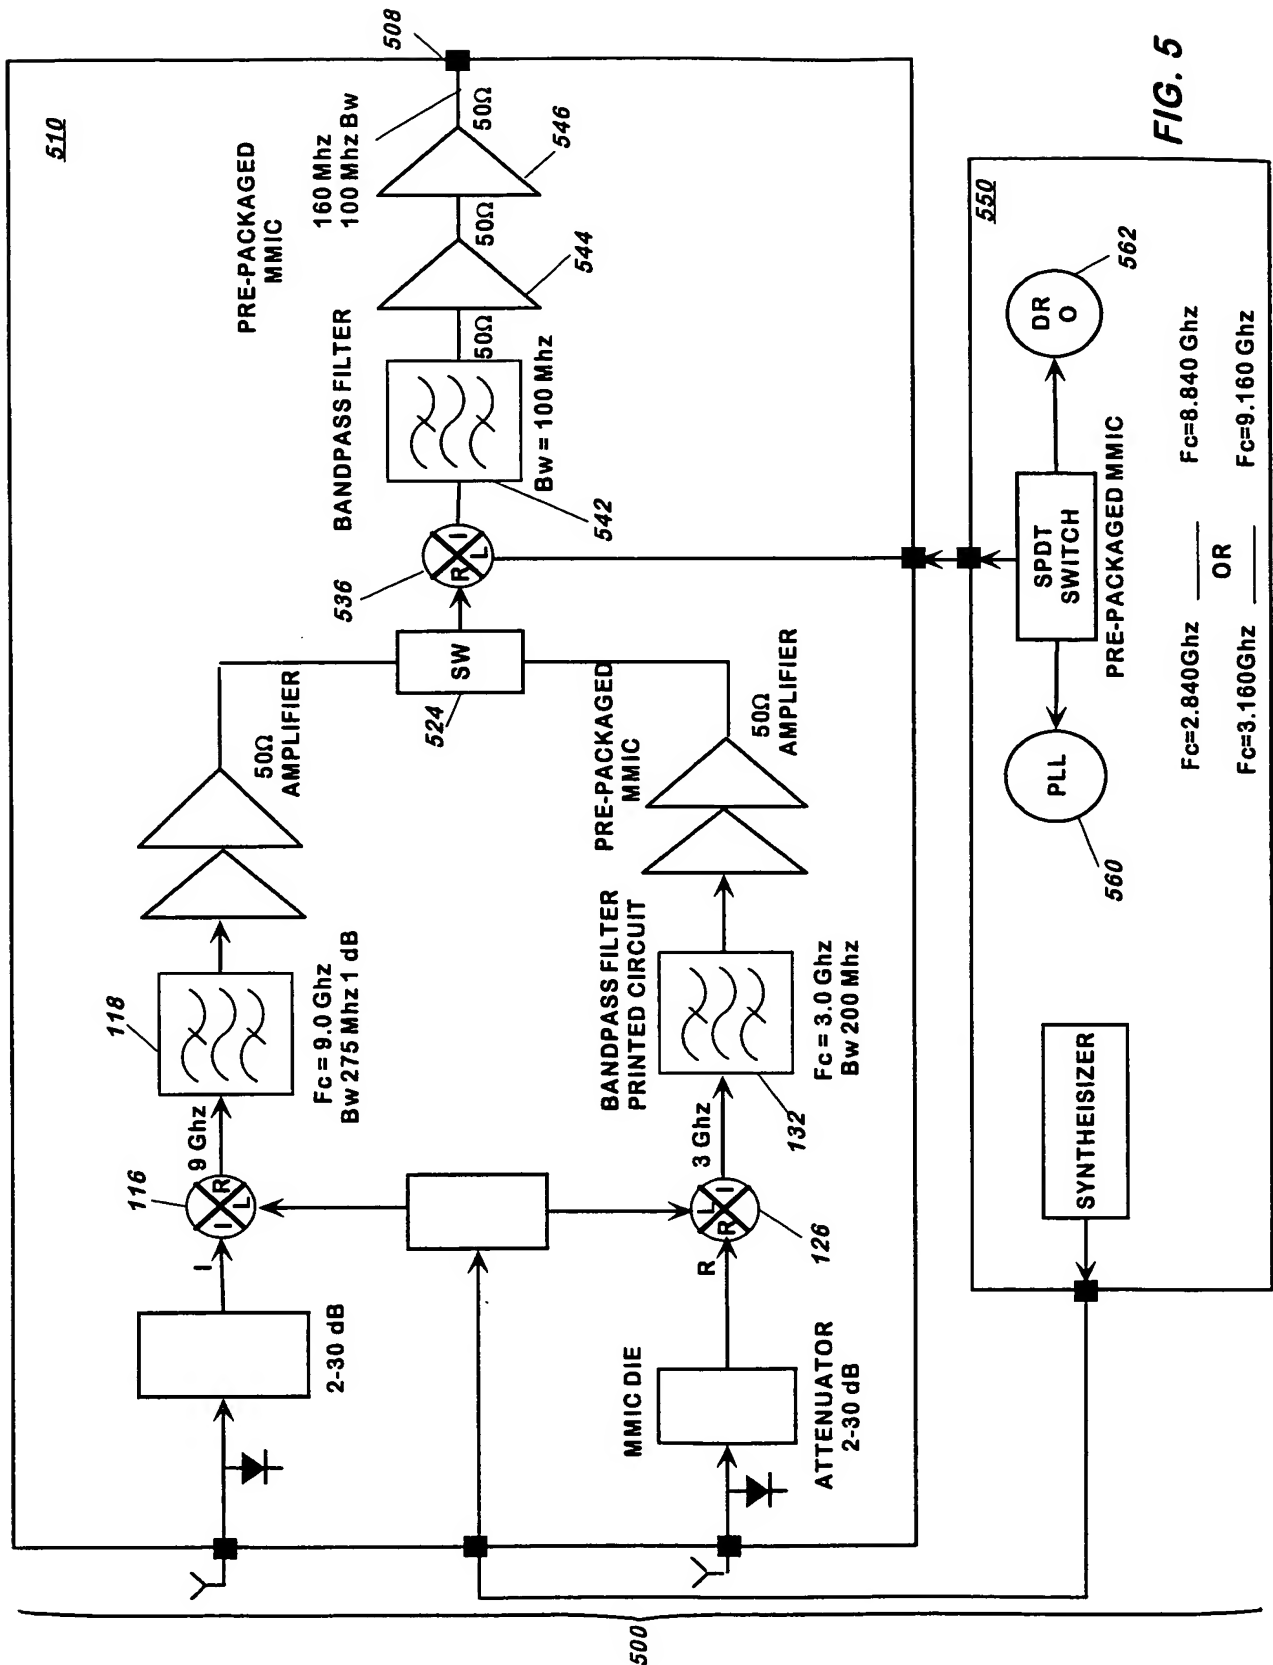 510
508
PRE-PACKAGED
MMIC
160 Mhz
100 Mhz Bw
50Ω
546
50Ω
544
50Ω
BANDPASS FILTER
Bw = 100 Mhz
542
R
I
L
536
SW
524
50Ω
AMPLIFIER
118
Fc = 9.0 Ghz
Bw 275 Mhz 1 dB
9 Ghz
116
I
R
L
I
2-30 dB
PRE-PACKAGED
MMIC
50Ω
AMPLIFIER
BANDPASS FILTER
PRINTED CIRCUIT
Fc = 3.0 Ghz
Bw 200 Mhz
132
3 Ghz
L
R
I
126
R
MMIC DIE
ATTENUATOR
2-30 dB
500
550
DR
O
562
SPDT
SWITCH
PRE-PACKAGED MMIC
PLL
560
Fc=2.840Ghz ___ Fc=8.840 Ghz
OR
Fc=3.160Ghz ___ Fc=9.160 Ghz
SYNTHEISIZER
FIG. 5